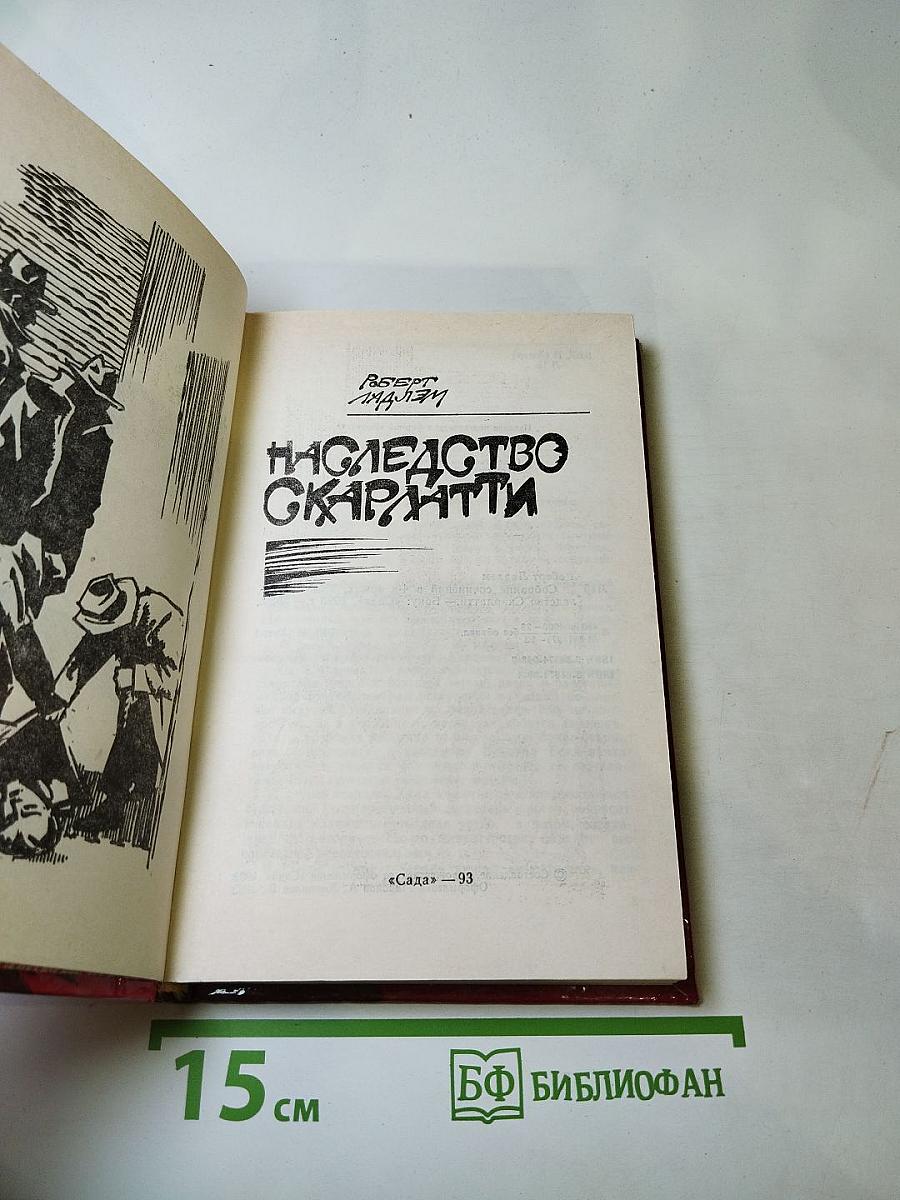 Роберт
Ладлэм
НАСЛЕДСТВО
СКАРЛАТТИ
«Сада» — 93
15 см
БФ БИБЛИОФАН